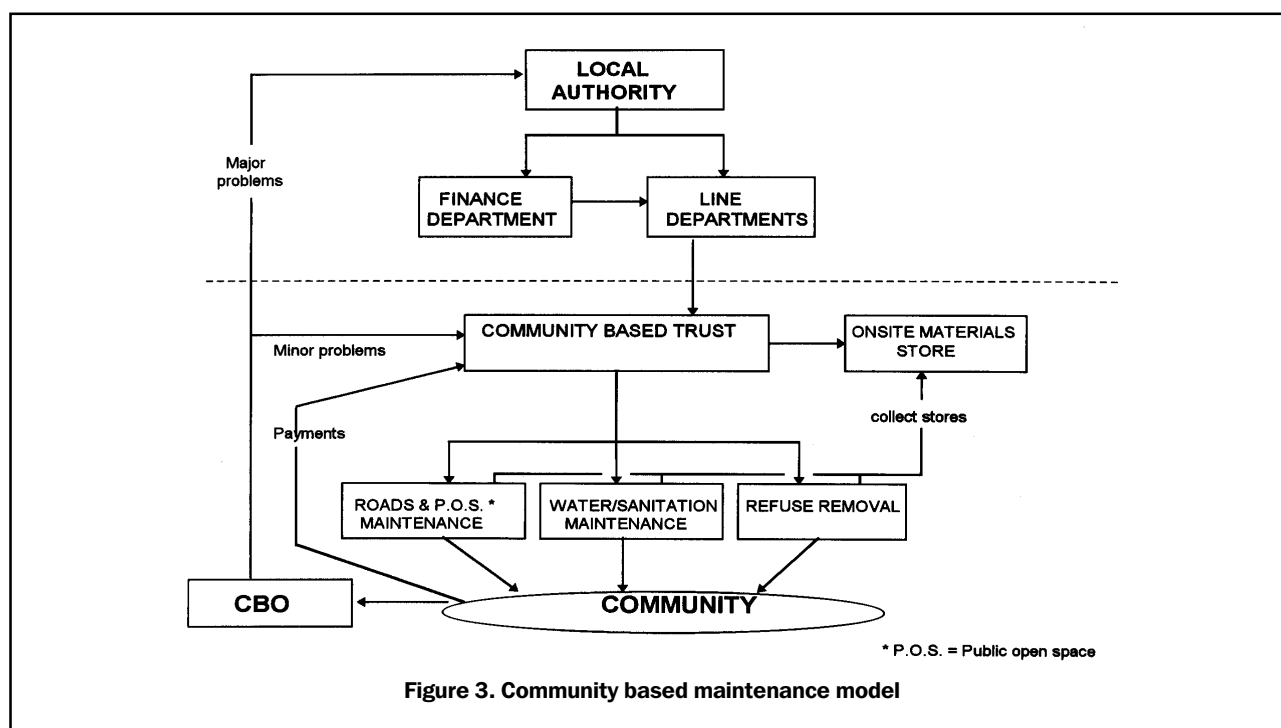 LOCAL
AUTHORITY
Major
problems
FINANCE
DEPARTMENT
LINE
DEPARTMENTS
COMMUNITY BASED TRUST
ONSITE MATERIALS
STORE
Minor problems
Payments
collect stores
ROADS & P.O.S. *
MAINTENANCE
WATER/SANITATION
MAINTENANCE
REFUSE REMOVAL
CBO
COMMUNITY
* P.O.S. = Public open space
Figure 3. Community based maintenance model